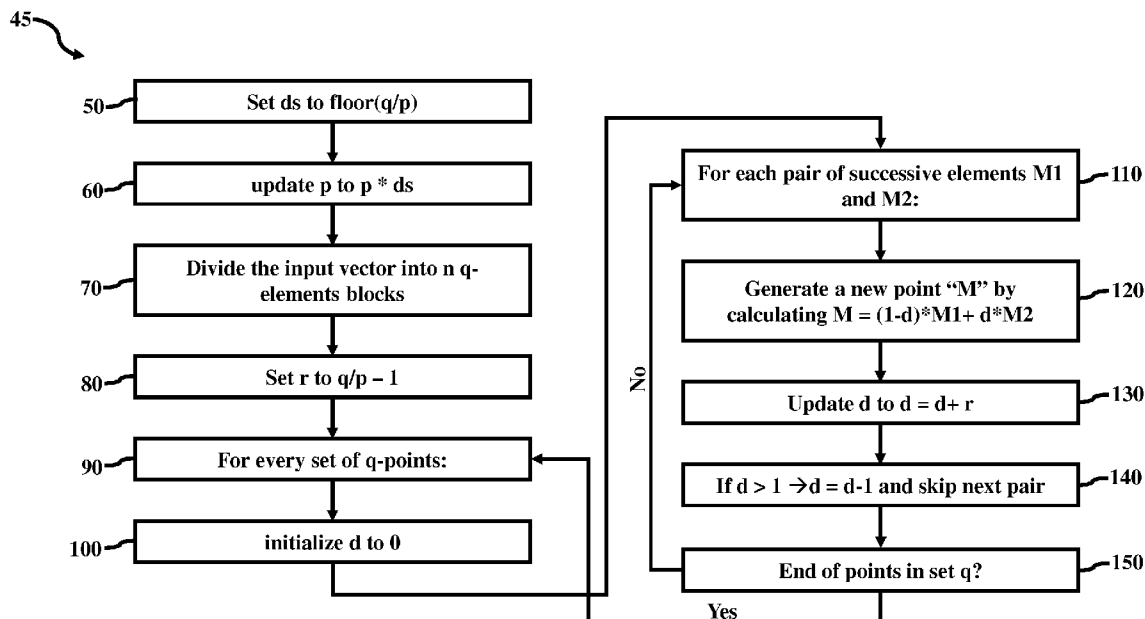 45
50
Set ds to floor(q/p)
60
update p to p * ds
70
Divide the input vector into n q-
elements blocks
80
Set r to q/p – 1
90
For every set of q-points:
100
initialize d to 0
For each pair of successive elements M1
and M2:
110
Generate a new point “M” by
calculating M = (1-d)*M1+ d*M2
120
No
Update d to d = d+ r
130
If d > 1 →d = d-1 and skip next pair
140
End of points in set q?
150
Yes